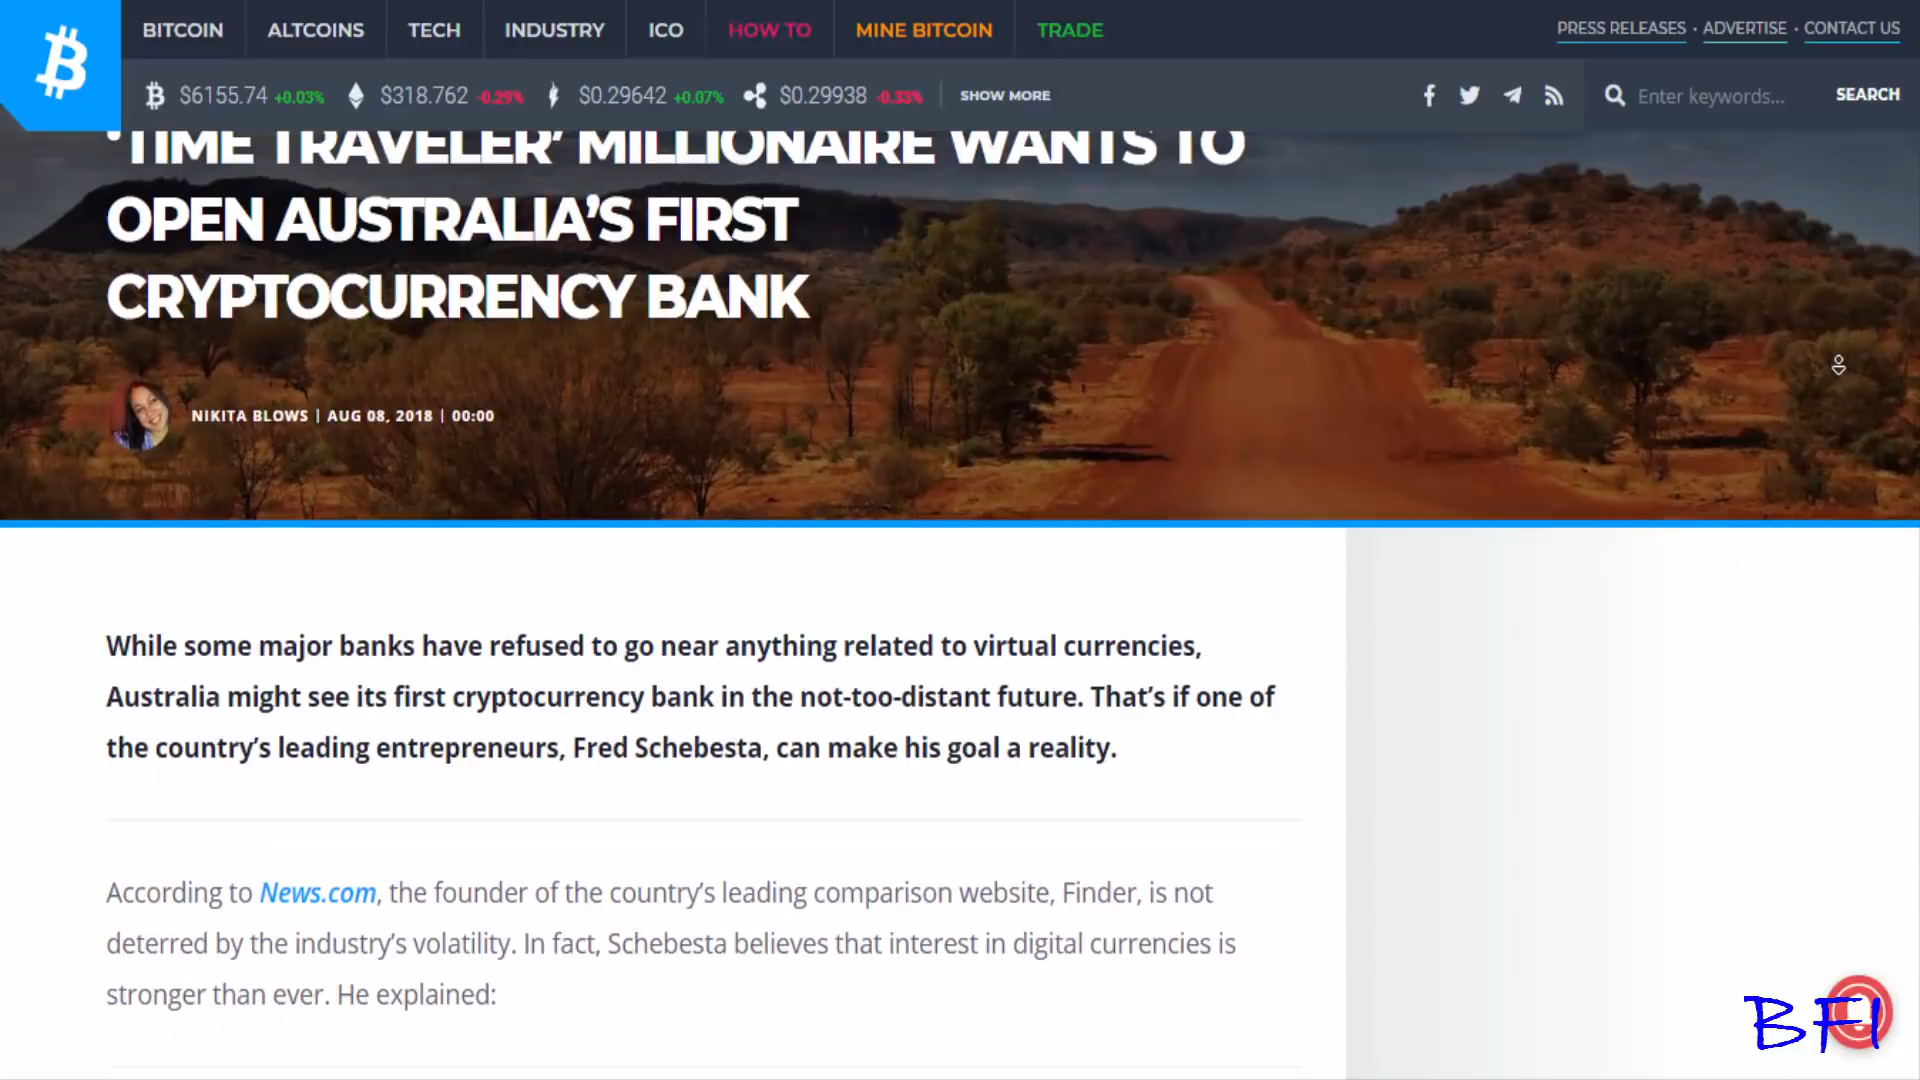 BITCOIN ALTCOINS TECH INDUSTRY ICO HOW TO MINE BITCOIN TRADE PRESS RELEASES · ADVERTISE · CONTACT US
$6155.74 +0.03% $318.762 -0.29% $0.29642 +0.07% $0.29938 -0.33% SHOW MORE Enter keywords... SEARCH
‘TIME TRAVELER’ MILLIONAIRE WANTS TO
OPEN AUSTRALIA’S FIRST
CRYPTOCURRENCY BANK
NIKITA BLOWS | AUG 08, 2018 | 00:00
While some major banks have refused to go near anything related to virtual currencies,
Australia might see its first cryptocurrency bank in the not-too-distant future. That’s if one of
the country’s leading entrepreneurs, Fred Schebesta, can make his goal a reality.
According to News.com, the founder of the country’s leading comparison website, Finder, is not
deterred by the industry’s volatility. In fact, Schebesta believes that interest in digital currencies is
stronger than ever. He explained:
BFI